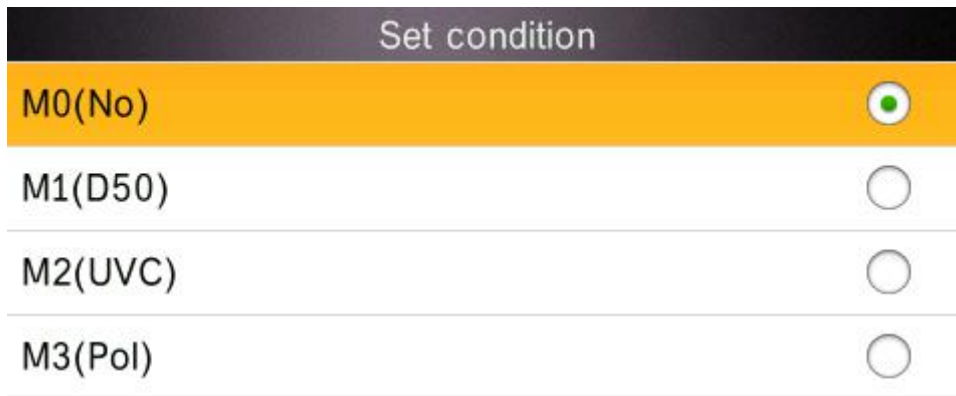 Set condition
M0(No)
M1(D50)
M2(UVC)
M3(Pol)